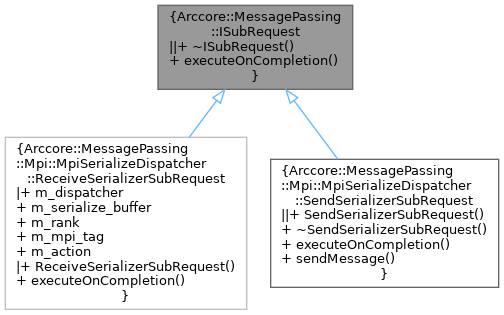 {Arccore::MessagePassing
::ISubRequest
||+ ~ISubRequest()
+ executeOnCompletion()
}
{Arccore::MessagePassing
::Mpi::MpiSerializeDispatcher
::ReceiveSerializerSubRequest
|+ m_dispatcher
+ m_serialize_buffer
+ m_rank
+ m_mpi_tag
+ m_action
|+ ReceiveSerializerSubRequest()
+ executeOnCompletion()
}
{Arccore::MessagePassing
::Mpi::MpiSerializeDispatcher
::SendSerializerSubRequest
||+ SendSerializerSubRequest()
+ ~SendSerializerSubRequest()
+ executeOnCompletion()
+ sendMessage()
}